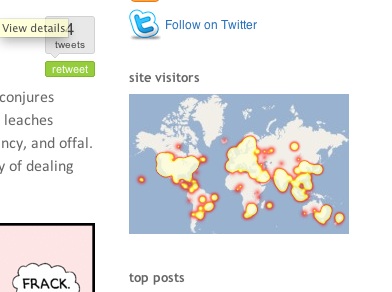 View details
4
tweets
retweet
Follow on Twitter
conjures
leaches
ncy, and offal.
y of dealing
site visitors
FRACK.
top posts